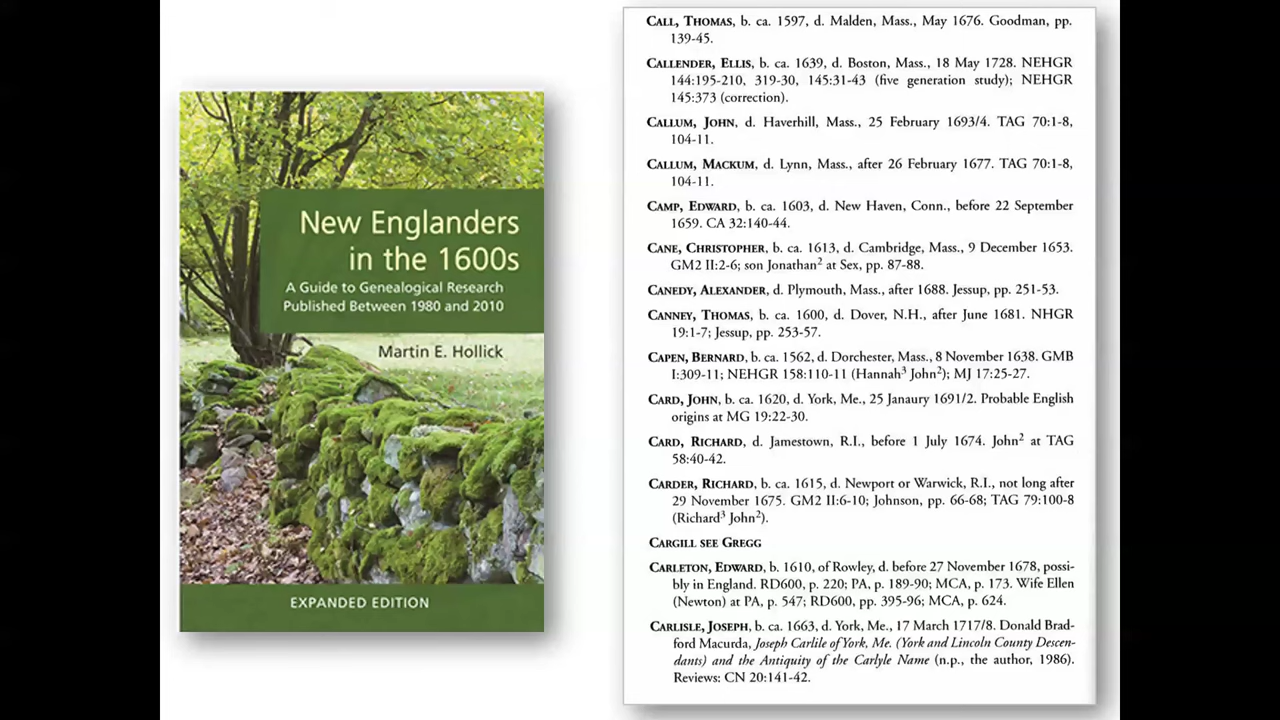 New Englanders
in the 1600s
A Guide to Genealogical Research
Published Between 1980 and 2010
Martin E. Hollick
EXPANDED EDITION
CALL, THOMAS, b. ca. 1597, d. Malden, Mass., May 1676. Goodman, pp.
139-45.
CALLENDER, ELLIS, b. ca. 1639, d. Boston, Mass., 18 May 1728. NEHGR
144:195-210, 319-30, 145:31-43 (five generation study); NEHGR
145:373 (correction).
CALLUM, JOHN, d. Haverhill, Mass., 25 February 1693/4. TAG 70:1-8,
104-11.
CALLUM, MACKUM, d. Lynn, Mass., after 26 February 1677. TAG 70:1-8,
104-11.
CAMP, EDWARD, b. ca. 1603, d. New Haven, Conn., before 22 September
1659. CA 32:140-44.
CANE, CHRISTOPHER, b. ca. 1613, d. Cambridge, Mass., 9 December 1653.
GM2 II:2-6; son Jonathan² at Sex, pp. 87-88.
CANEDY, ALEXANDER, d. Plymouth, Mass., after 1688. Jessup, pp. 251-53.
CANNEY, THOMAS, b. ca. 1600, d. Dover, N.H., after June 1681. NHGR
19:1-7; Jessup, pp. 253-57.
CAPEN, BERNARD, b. ca. 1562, d. Dorchester, Mass., 8 November 1638. GMB
I:309-11; NEHGR 158:110-11 (Hannah³ John²); MJ 17:25-27.
CARD, JOHN, b. ca. 1620, d. York, Me., 25 Janaury 1691/2. Probable English
origins at MG 19:22-30.
CARD, RICHARD, d. Jamestown, R.I., before 1 July 1674. John² at TAG
58:40-42.
CARDER, RICHARD, b. ca. 1615, d. Newport or Warwick, R.I., not long after
29 November 1675. GM2 II:6-10; Johnson, pp. 66-68; TAG 79:100-8
(Richard³ John²).
CARGILL SEE GREGG
CARLETON, EDWARD, b. 1610, of Rowley, d. before 27 November 1678, possi-
bly in England. RD600, p. 220; PA, p. 189-90; MCA, p. 173. Wife Ellen
(Newton) at PA, p. 547; RD600, pp. 395-96; MCA, p. 624.
CARLISLE, JOSEPH, b. ca. 1663, d. York, Me., 17 March 1717/8. Donald Brad-
ford Macurda, Joseph Carlile of York, Me. (York and Lincoln County Descen-
dants) and the Antiquity of the Carlyle Name (n.p., the author, 1986).
Reviews: CN 20:141-42.